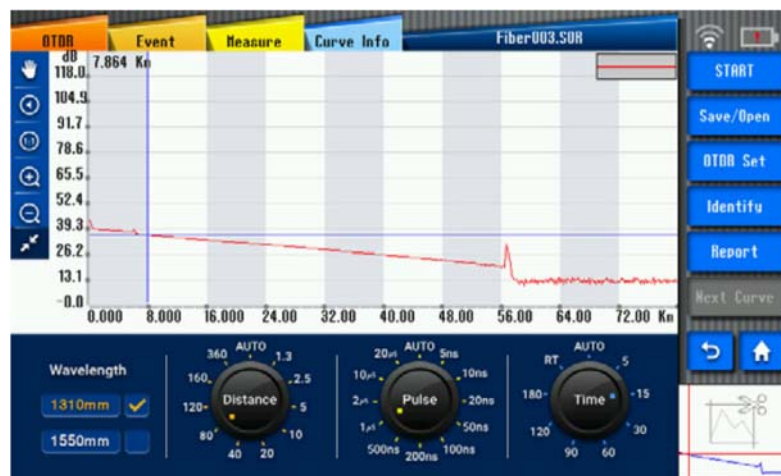 OTDR Event Measure Curve Info Fiber003.SOR
dB 7.864 Km
118.0
104.9
91.7
78.6
65.5
52.4
39.3
26.2
13.1
-0.0
0.000 8.000 16.000 24.00 32.00 40.00 48.00 56.00 64.00 72.00 Km
START
Save/Open
OTDR Set
Identifu
Report
Next Curve
1:1
Wavelength
1310mm
1550mm
AUTO
1.3
2.5
5
10
20
40
80
120
160
360
Distance
AUTO
5ns
10ns
20ns
50ns
100ns
200ns
500ns
1μs
2μs
10μs
20μs
Pulse
AUTO
5
15
30
60
90
120
180
RT
Time